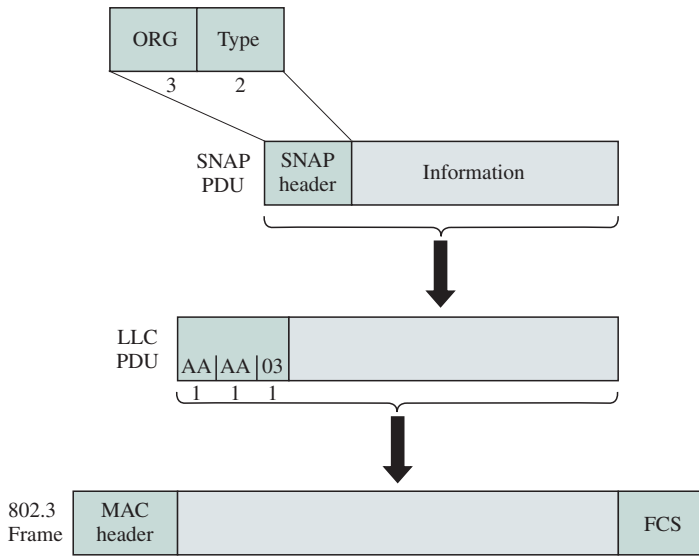 ORG Type
3 2
SNAP
PDU
SNAP
header
Information
LLC
PDU
AA AA 03
1 1 1
802.3
Frame
MAC
header
FCS